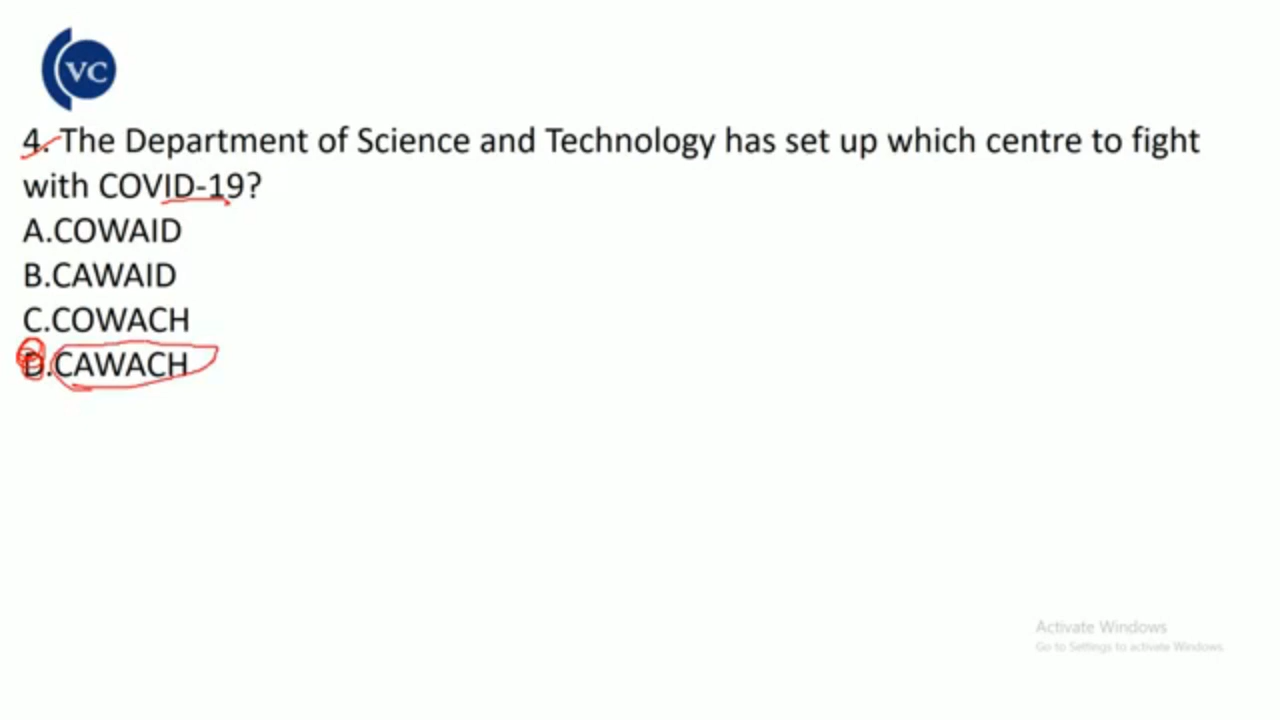 VC
4. The Department of Science and Technology has set up which centre to fight
with COVID-19?
A.COWAID
B.CAWAID
C.COWACH
D.CAWACH
Activate Windows
Go to Settings to activate Windows.